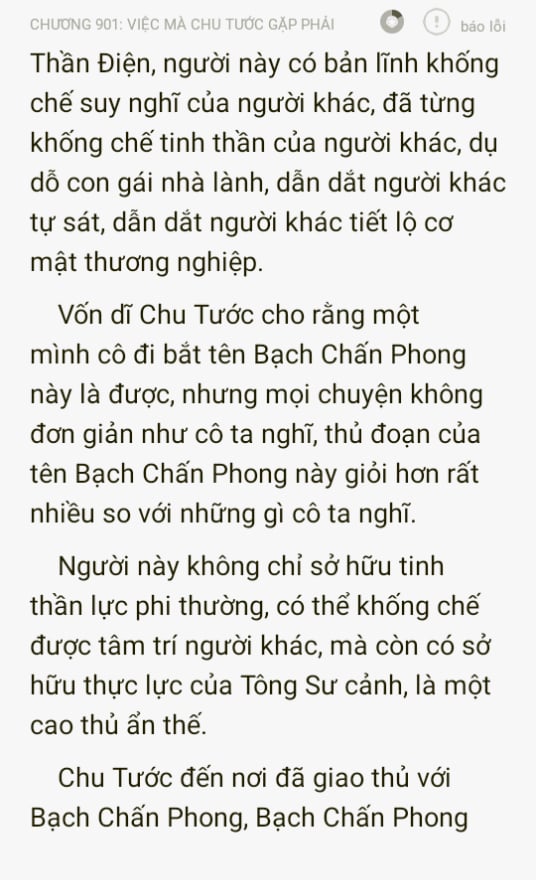 CHƯƠNG 901: VIỆC MÀ CHU TƯỚC GẶP PHẢI
báo lỗi
Thần Điện, người này có bản lĩnh khống
chế suy nghĩ của người khác, đã từng
khống chế tinh thần của người khác, dụ
dỗ con gái nhà lành, dẫn dắt người khác
tự sát, dẫn dắt người khác tiết lộ cơ
mật thương nghiệp.
Vốn dĩ Chu Tước cho rằng một
mình cô đi bắt tên Bạch Chấn Phong
này là được, nhưng mọi chuyện không
đơn giản như cô ta nghĩ, thủ đoạn của
tên Bạch Chấn Phong này giỏi hơn rất
nhiều so với những gì cô ta nghĩ.
Người này không chỉ sở hữu tinh
thần lực phi thường, có thể khống chế
được tâm trí người khác, mà còn có sở
hữu thực lực của Tông Sư cảnh, là một
cao thủ ẩn thế.
Chu Tước đến nơi đã giao thủ với
Bạch Chấn Phong, Bạch Chấn Phong